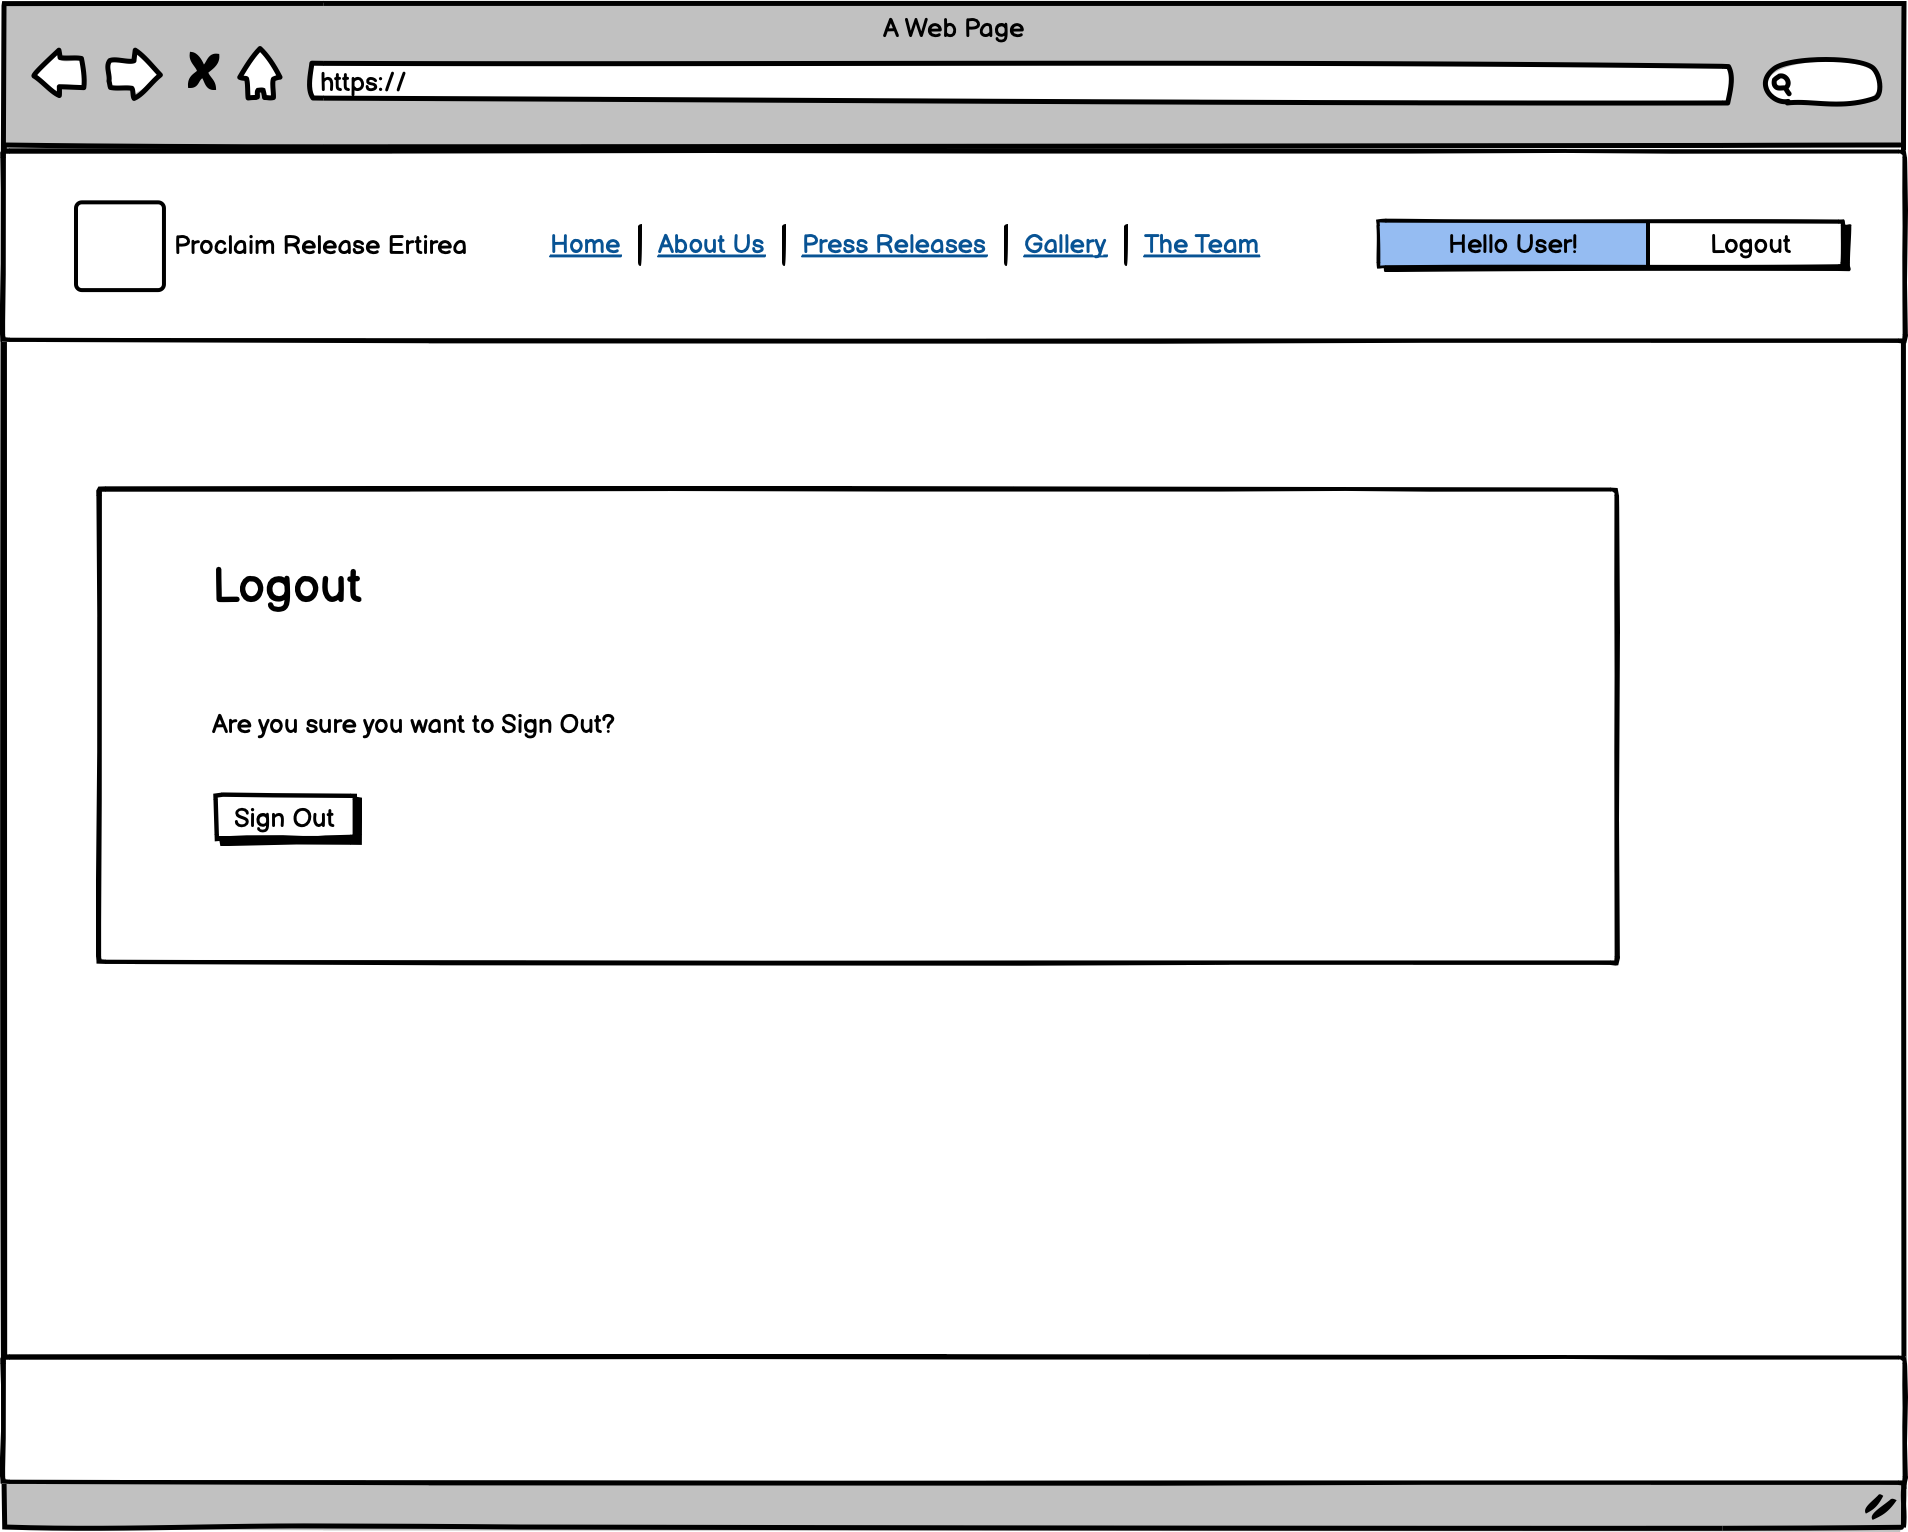 A Web Page
https://
Proclaim Release Ertirea
Home | About Us | Press Releases | Gallery | The Team
Hello User! Logout
Logout
Are you sure you want to Sign Out?
Sign Out